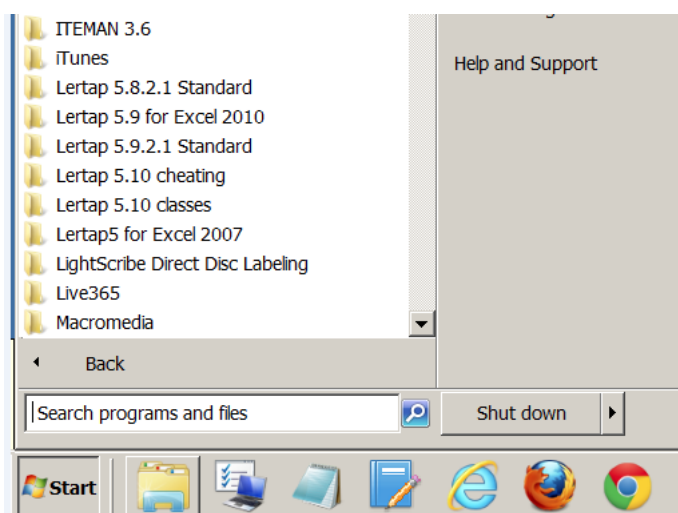 ITEMAN 3.6
iTunes
Lertap 5.8.2.1 Standard
Lertap 5.9 for Excel 2010
Lertap 5.9.2.1 Standard
Lertap 5.10 cheating
Lertap 5.10 classes
Lertap5 for Excel 2007
LightScribe Direct Disc Labeling
Live365
Macromedia
Back
Search programs and files
Help and Support
Shut down
Start